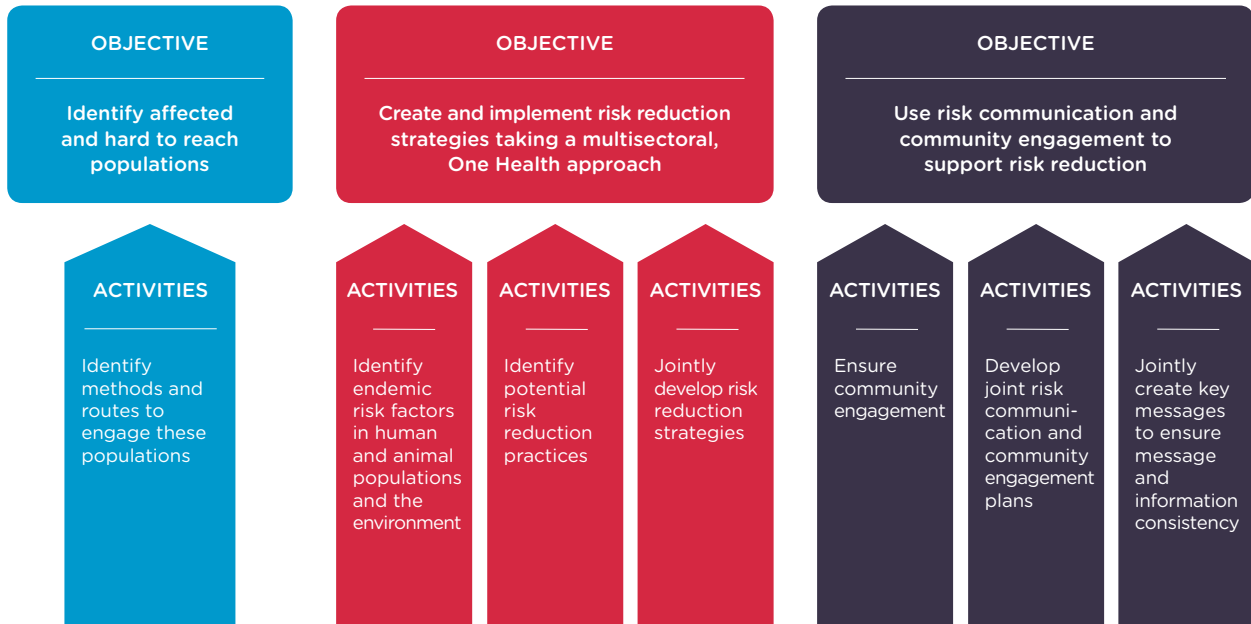 OBJECTIVE
Identify affected
and hard to reach
populations
OBJECTIVE
Create and implement risk reduction
strategies taking a multisectoral,
One Health approach
OBJECTIVE
Use risk communication and
community engagement to
support risk reduction
ACTIVITIES
Identify
methods and
routes to
engage these
populations
ACTIVITIES
Identify
endemic
risk factors
in human
and animal
populations
and the
environment
ACTIVITIES
Identify
potential
risk
reduction
practices
ACTIVITIES
Jointly
develop risk
reduction
strategies
ACTIVITIES
Ensure
community
engagement
ACTIVITIES
Develop
joint risk
communi-
cation and
community
engagement
plans
ACTIVITIES
Jointly
create key
messages
to ensure
message
and
information
consistency